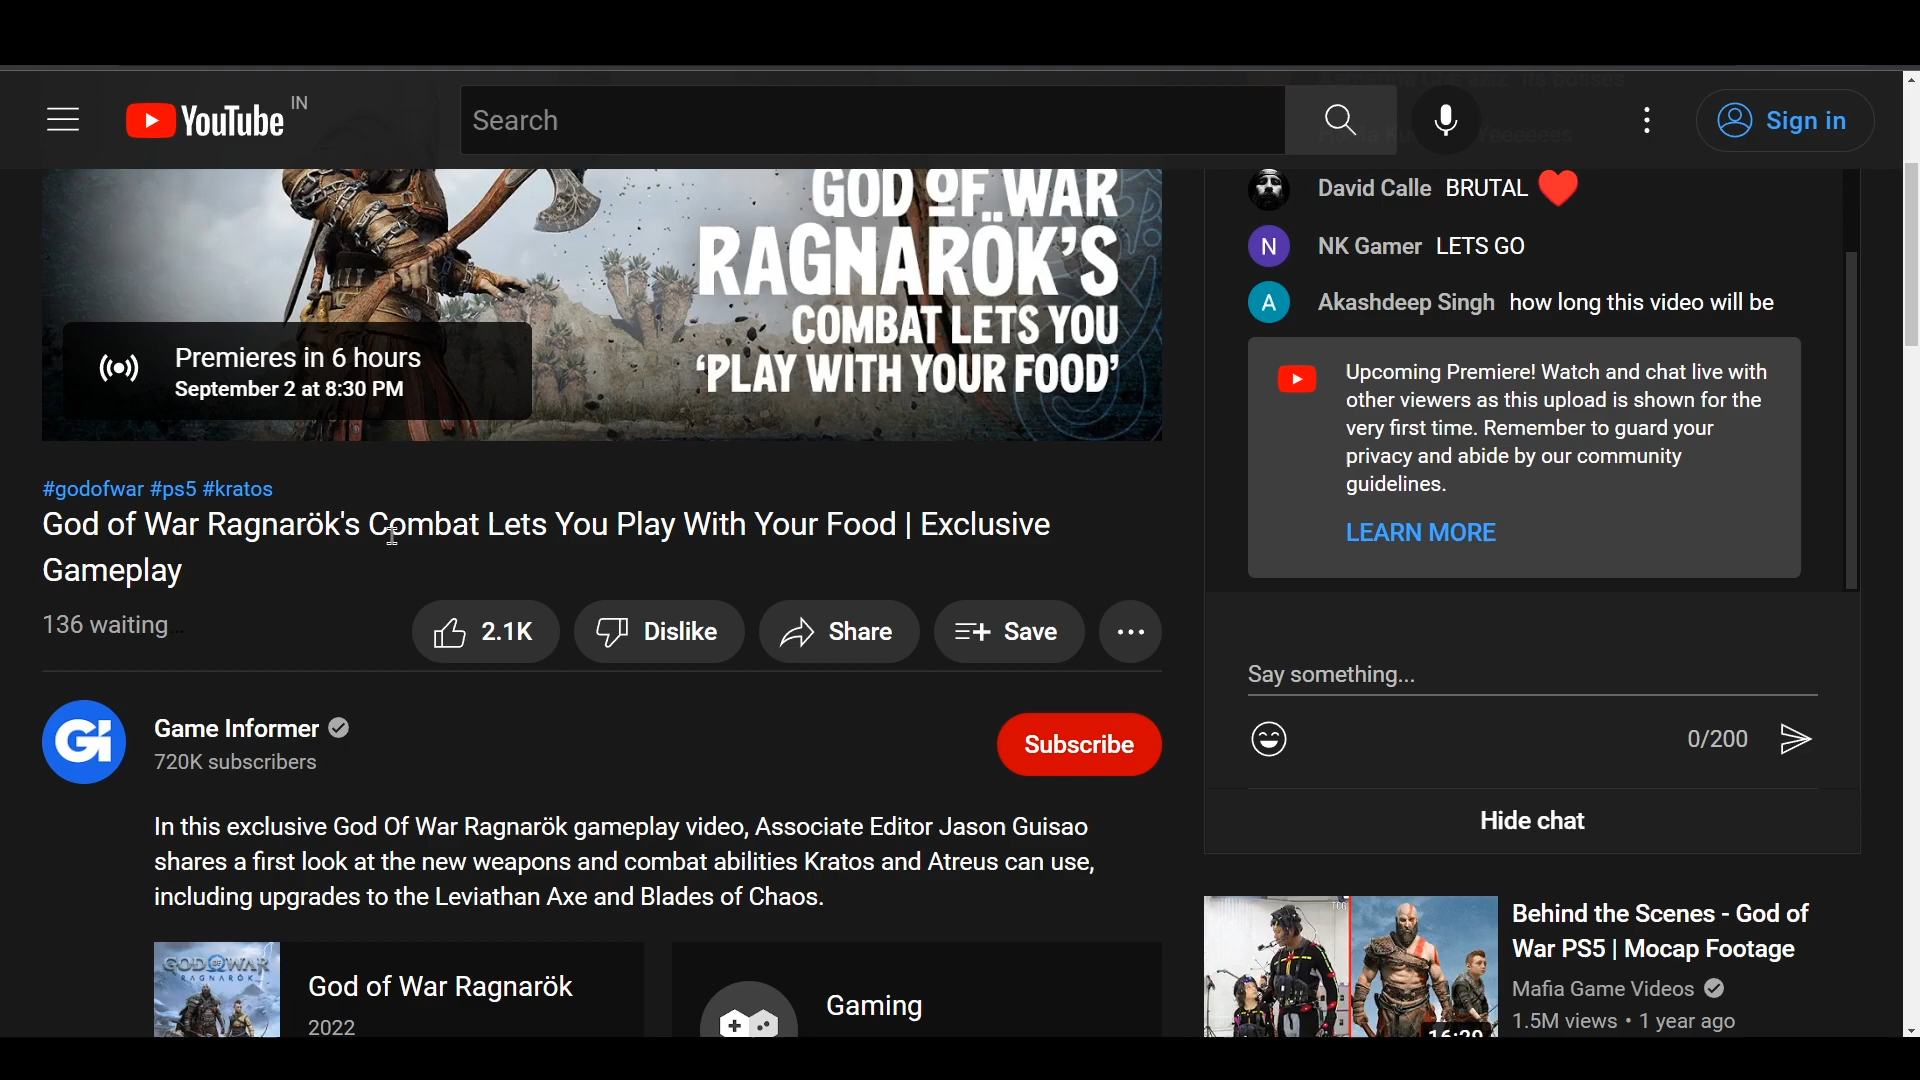 YouTube IN
Search
Sign in
GOD OF WAR
RAGNARÖK'S
COMBAT LETS YOU
'PLAY WITH YOUR FOOD'
Premieres in 6 hours
September 2 at 8:30 PM
#godofwar #ps5 #kratos
God of War Ragnarök's Combat Lets You Play With Your Food | Exclusive
Gameplay
136 waiting
2.1K
Dislike
Share
Save
Gi
Game Informer
720K subscribers
Subscribe
In this exclusive God Of War Ragnarök gameplay video, Associate Editor Jason Guisao
shares a first look at the new weapons and combat abilities Kratos and Atreus can use,
including upgrades to the Leviathan Axe and Blades of Chaos.
GOD OF WAR
RAGNARÖK
God of War Ragnarök
2022
Gaming
David Calle BRUTAL ❤️
N
NK Gamer LETS GO
A
Akashdeep Singh how long this video will be
Upcoming Premiere! Watch and chat live with
other viewers as this upload is shown for the
very first time. Remember to guard your
privacy and abide by our community
guidelines.
LEARN MORE
Say something...
0/200
Hide chat
Behind the Scenes - God of
War PS5 | Mocap Footage
Mafia Game Videos
1.5M views • 1 year ago